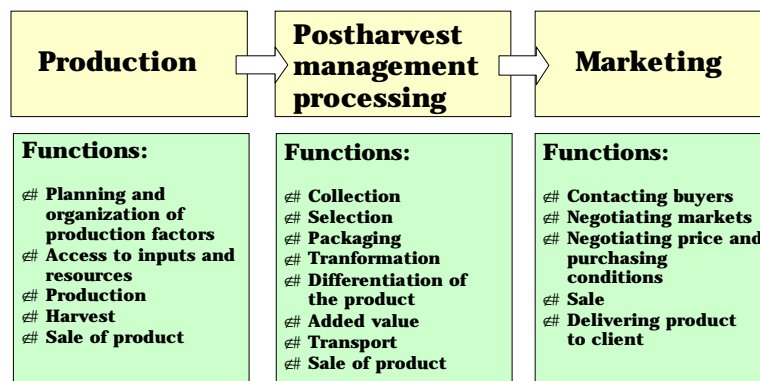 Production
Postharvest
management
processing
Marketing
Functions:
∉# Planning and
organization of
production factors
∉# Access to inputs and
resources
∉# Production
∉# Harvest
∉# Sale of product
Functions:
∉# Collection
∉# Selection
∉# Packaging
∉# Tranformation
∉# Differentiation of
the product
∉# Added value
∉# Transport
∉# Sale of product
Functions:
∉# Contacting buyers
∉# Negotiating markets
∉# Negotiating price and
purchasing
conditions
∉# Sale
∉# Delivering product
to client